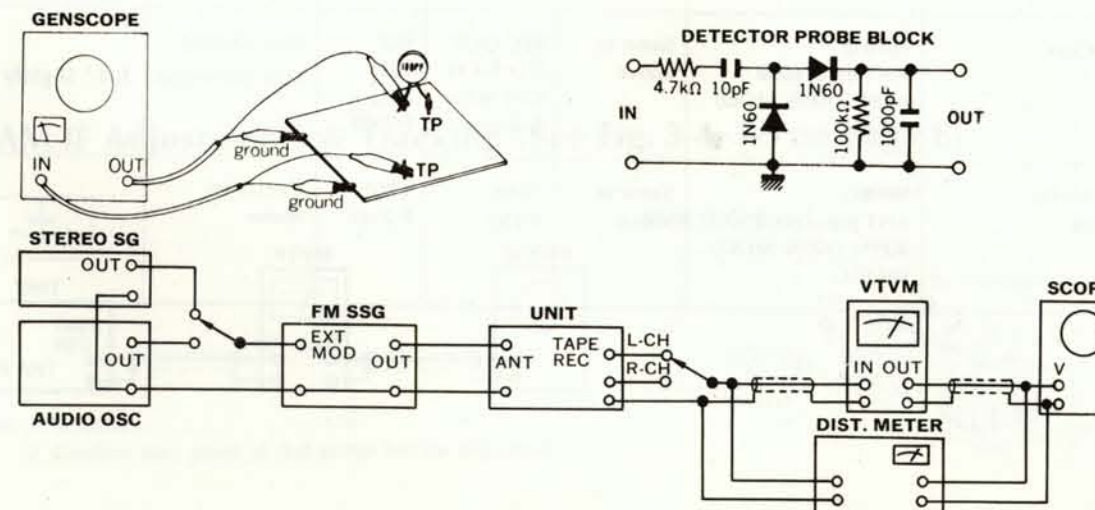 GENSCOPE
IN
OUT
ground
ground
TP
TP
DETECTOR PROBE BLOCK
IN
4.7kΩ
10pF
1N60
1N60
100kΩ
1000pF
OUT
STEREO SG
OUT
OUT
AUDIO OSC
FM SSG
EXT
MOD
OUT
UNIT
ANT
TAPE
REC
L-CH
R-CH
VTVM
IN OUT
SCOP
V
DIST. METER